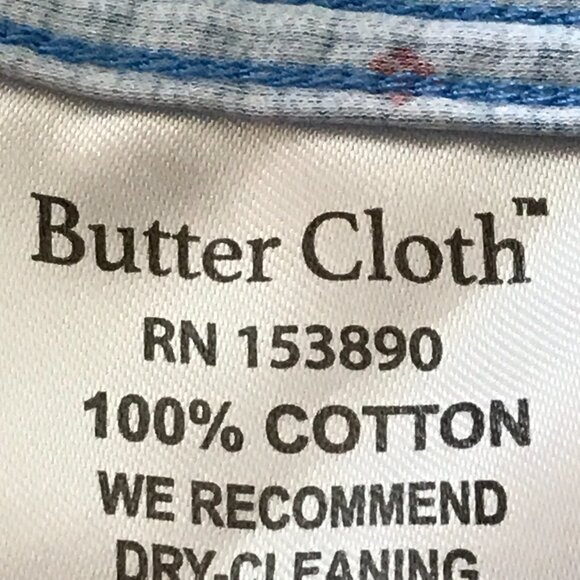 Butter Cloth™
RN 153890
100% COTTON
WE RECOMMEND
DRY-CLEANING